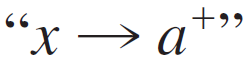 “x → a⁺”